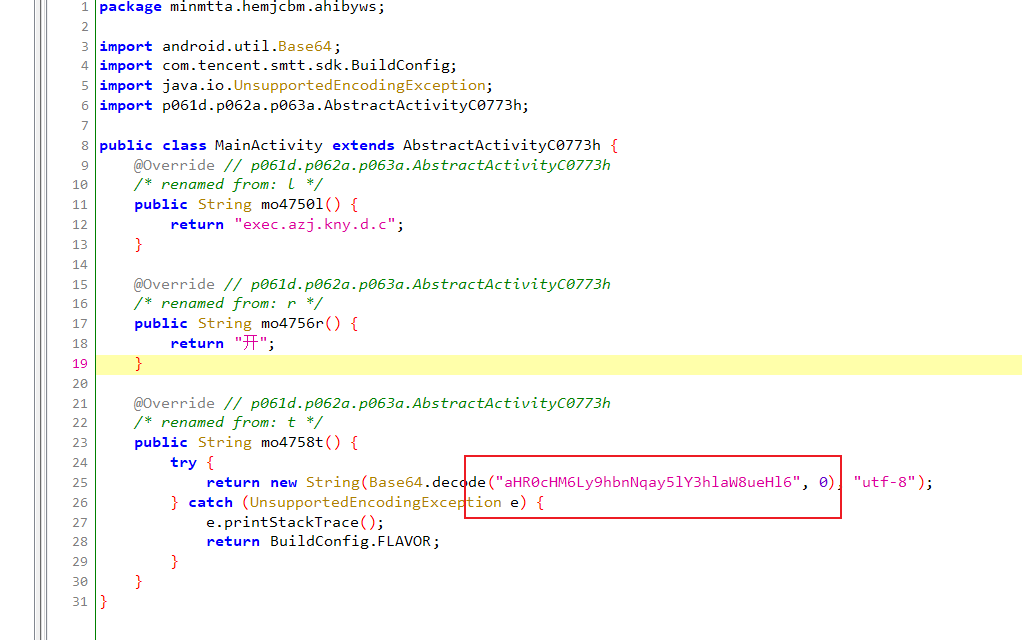 1 package minmtta.hemjcbm.ahibyws;
2
3 import android.util.Base64;
4 import com.tencent.smtt.sdk.BuildConfig;
5 import java.io.UnsupportedEncodingException;
6 import p061d.p062a.p063a.AbstractActivityC0773h;
7
8 public class MainActivity extends AbstractActivityC0773h {
9     @Override // p061d.p062a.p063a.AbstractActivityC0773h
10     /* renamed from: l */
11     public String mo4750l() {
12         return "exec.azj.kny.d.c";
13     }
14
15     @Override // p061d.p062a.p063a.AbstractActivityC0773h
16     /* renamed from: r */
17     public String mo4756r() {
18         return "开";
19     }
20
21     @Override // p061d.p062a.p063a.AbstractActivityC0773h
22     /* renamed from: t */
23     public String mo4758t() {
24         try {
25             return new String(Base64.decode("aHR0cHM6Ly9hbnNqay5lY3hlaW8ueHl6", 0), "utf-8");
26         } catch (UnsupportedEncodingException e) {
27             e.printStackTrace();
28             return BuildConfig.FLAVOR;
29         }
30     }
31 }